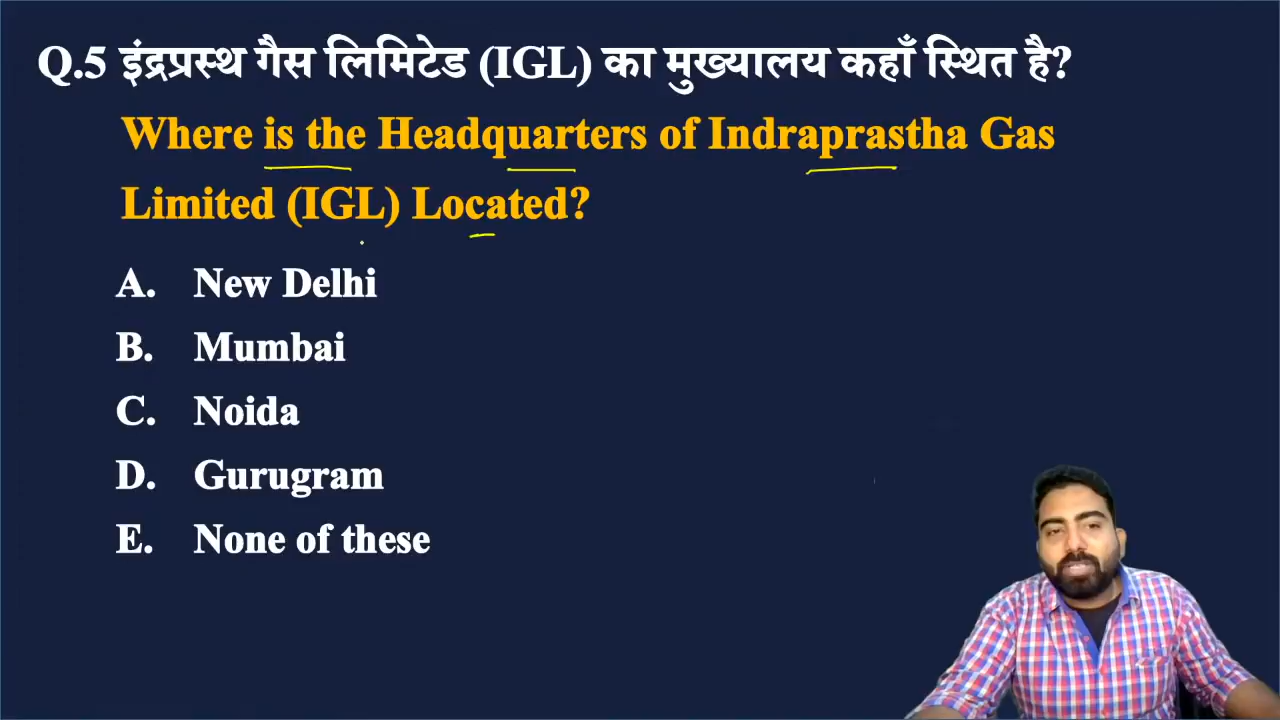 Q.5 इंद्रप्रस्थ गैस लिमिटेड (IGL) का मुख्यालय कहाँ स्थित है?
Where is the Headquarters of Indraprastha Gas
Limited (IGL) Located?
A. New Delhi
B. Mumbai
C. Noida
D. Gurugram
E. None of these